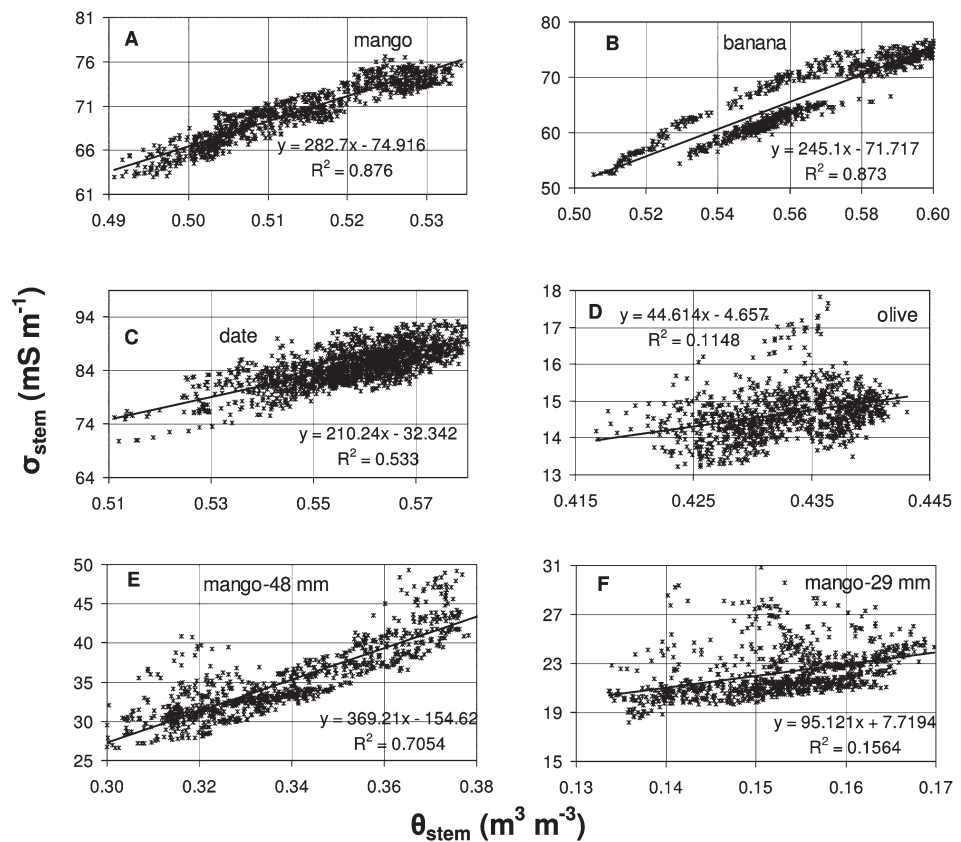 81
76
71
66
61
A
mango
y = 282.7x - 74.916
R² = 0.876
0.49 0.50 0.51 0.52 0.53
80
70
60
50
B
banana
y = 245.1x - 71.717
R² = 0.873
0.50 0.52 0.54 0.56 0.58 0.60
σstem (mS m⁻¹)
94
84
74
64
C
date
y = 210.24x - 32.342
R² = 0.533
0.51 0.53 0.55 0.57
18
17
16
15
14
13
D
olive
y = 44.614x - 4.657
R² = 0.1148
0.415 0.425 0.435 0.445
50
45
40
35
30
25
E
mango-48 mm
y = 369.21x - 154.62
R² = 0.7054
0.30 0.32 0.34 0.36 0.38
31
27
23
19
15
F
mango-29 mm
y = 95.121x + 7.7194
R² = 0.1564
0.13 0.14 0.15 0.16 0.17
θstem (m³ m⁻³)